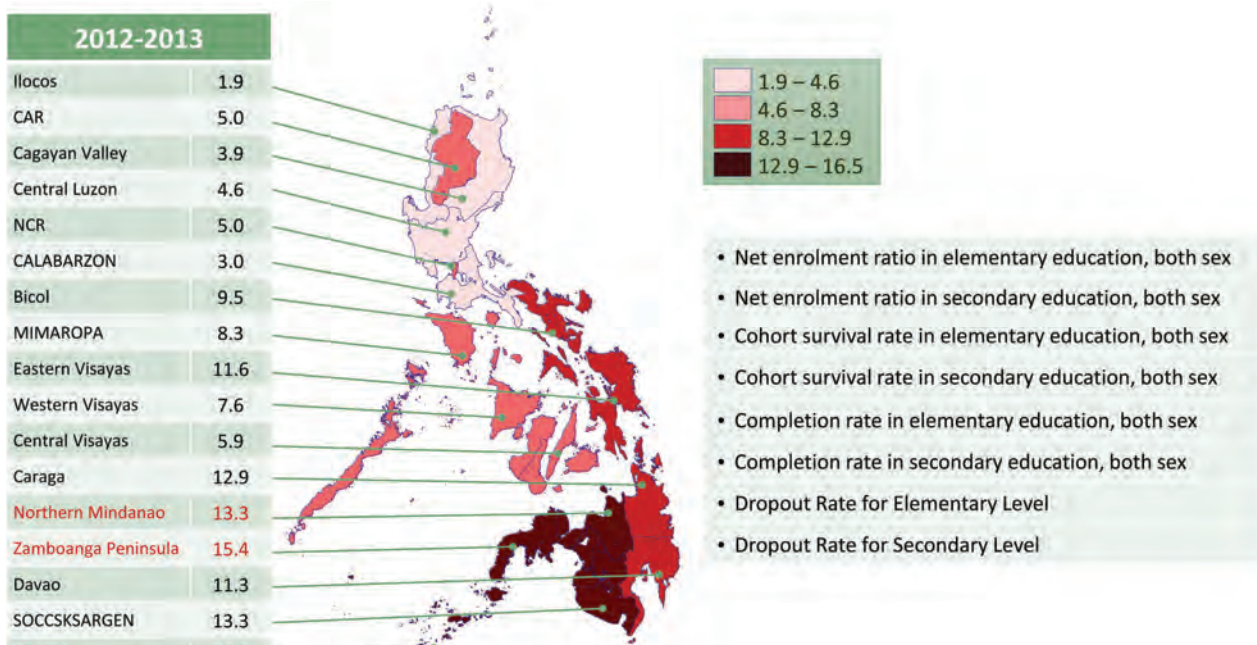 2012-2013
Ilocos 1.9
CAR 5.0
Cagayan Valley 3.9
Central Luzon 4.6
NCR 5.0
CALABARZON 3.0
Bicol 9.5
MIMAROPA 8.3
Eastern Visayas 11.6
Western Visayas 7.6
Central Visayas 5.9
Caraga 12.9
Northern Mindanao 13.3
Zamboanga Peninsula 15.4
Davao 11.3
SOCCSKSARGEN 13.3
1.9 – 4.6
4.6 – 8.3
8.3 – 12.9
12.9 – 16.5
• Net enrolment ratio in elementary education, both sex
• Net enrolment ratio in secondary education, both sex
• Cohort survival rate in elementary education, both sex
• Cohort survival rate in secondary education, both sex
• Completion rate in elementary education, both sex
• Completion rate in secondary education, both sex
• Dropout Rate for Elementary Level
• Dropout Rate for Secondary Level